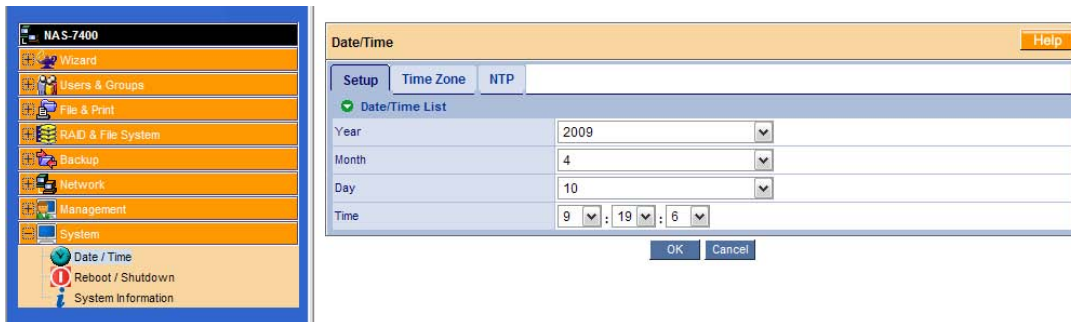 NAS-7400
Wizard
Users & Groups
File & Print
RAID & File System
Backup
Network
Management
System
Date / Time
Reboot / Shutdown
System Information
Date/Time
Help
Setup Time Zone NTP
Date/Time List
Year 2009
Month 4
Day 10
Time 9 : 19 : 6
OK Cancel